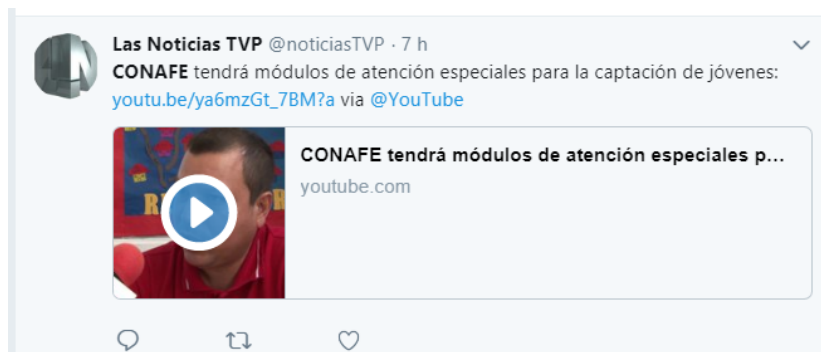 Las Noticias TVP @noticiasTVP · 7 h
CONAFE tendrá módulos de atención especiales para la captación de jóvenes:
youtu.be/ya6mzGt_7BM?a via @YouTube
CONAFE tendrá módulos de atención especiales p...
youtube.com